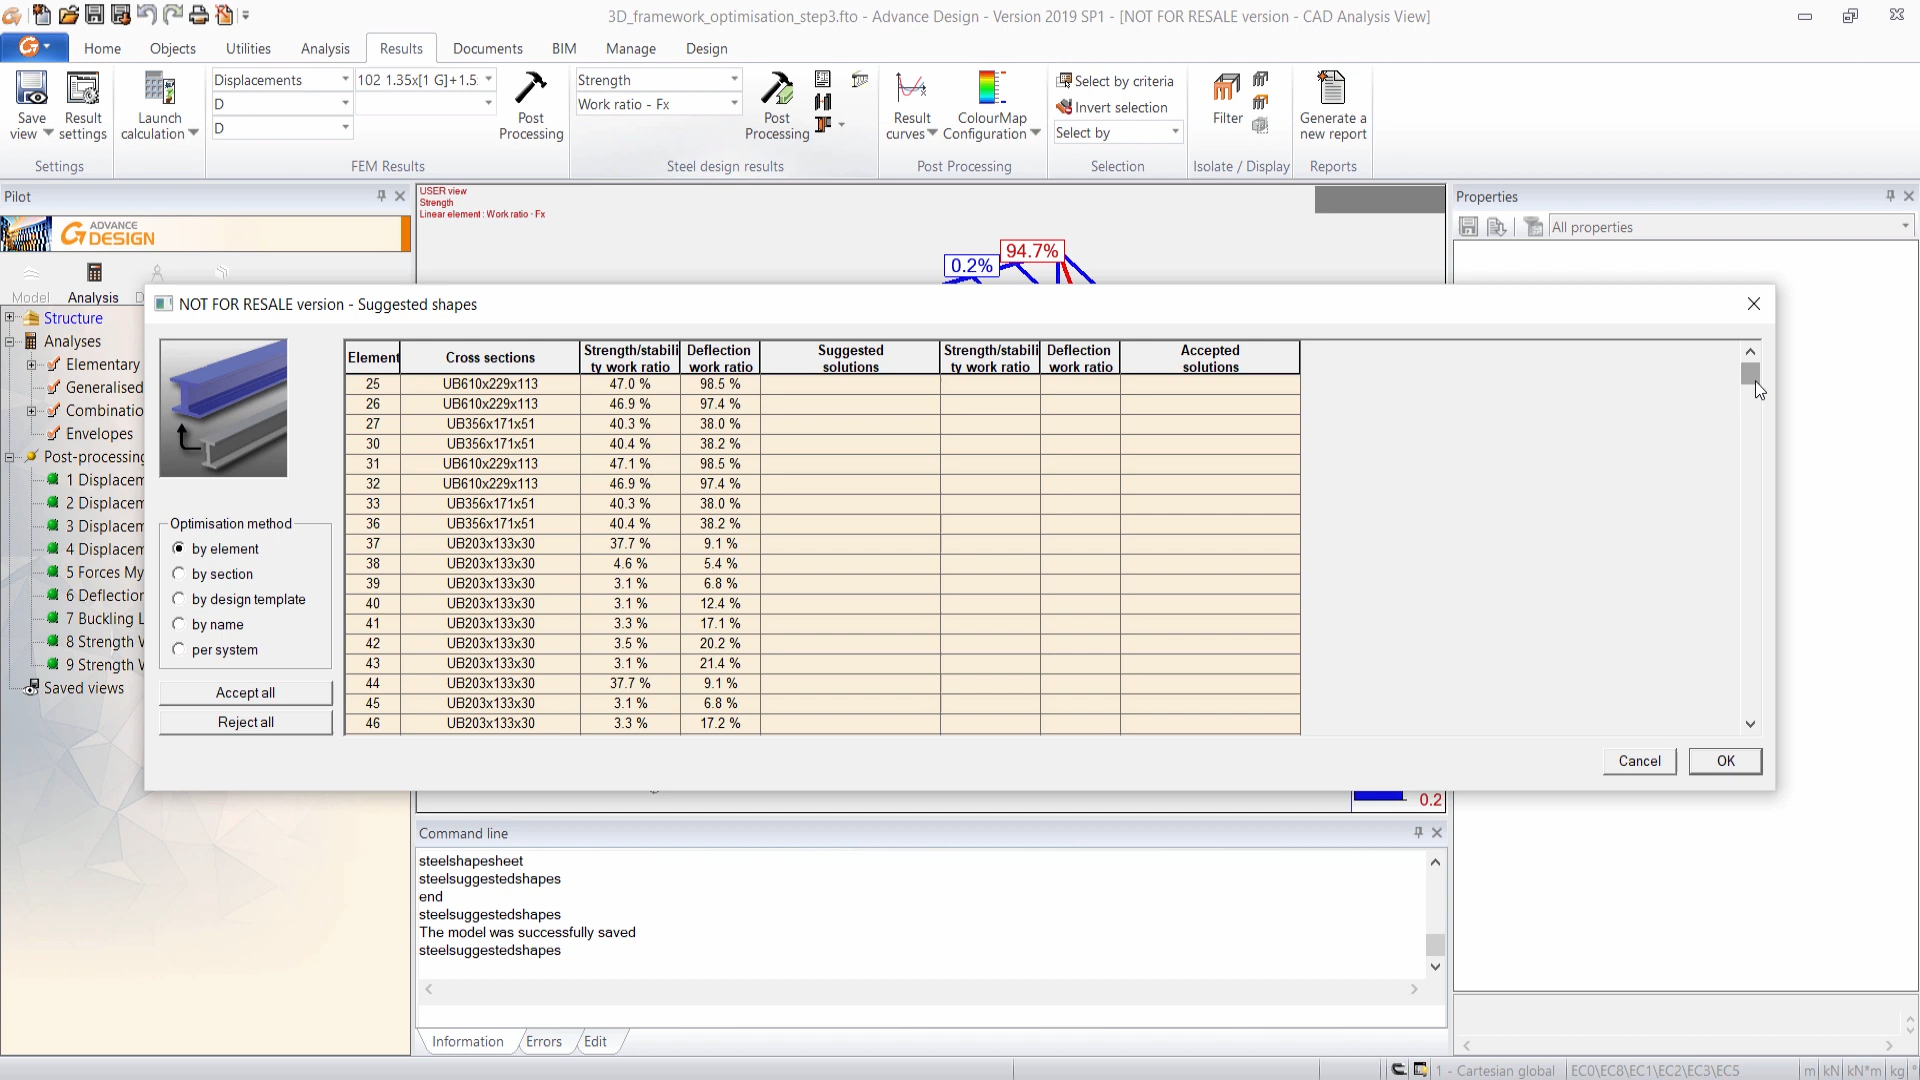 3D_framework_optimisation_step3.fto - Advance Design - Version 2019 SP1 - [NOT FOR RESALE version - CAD Analysis View]
Home Objects Utilities Analysis Results Documents BIM Manage Design
Save view
Result settings
Settings
Launch calculation
Displacements
D
D
102 1.35x[1 G]+1.5
Post Processing
FEM Results
Strength
Work ratio - Fx
Post Processing
Steel design results
Result curves
ColourMap Configuration
Post Processing
Select by criteria
Invert selection
Select by
Selection
Filter
Isolate / Display
Generate a new report
Reports
Pilot
ADVANCE
DESIGN
Model Analysis D
Structure
Analyses
Elementary
Generalised
Combinatio
Envelopes
Post-processing
1 Displacem
2 Displacem
3 Displacem
4 Displacem
5 Forces My
6 Deflection
7 Buckling L
8 Strength W
9 Strength W
Saved views
USER view
Strength
Linear element : Work ratio - Fx
0.2% 94.7%
Properties
All properties
NOT FOR RESALE version - Suggested shapes
Optimisation method
by element
by section
by design template
by name
per system
Accept all
Reject all
Element Cross sections Strength/stability work ratio Deflection work ratio Suggested solutions Strength/stability work ratio Deflection work ratio Accepted solutions
25 UB610x229x113 47.0 % 98.5 %
26 UB610x229x113 46.9 % 97.4 %
27 UB356x171x51 40.3 % 38.0 %
30 UB356x171x51 40.4 % 38.2 %
31 UB610x229x113 47.1 % 98.5 %
32 UB610x229x113 46.9 % 97.4 %
33 UB356x171x51 40.3 % 38.0 %
36 UB356x171x51 40.4 % 38.2 %
37 UB203x133x30 37.7 % 9.1 %
38 UB203x133x30 4.6 % 5.4 %
39 UB203x133x30 3.1 % 6.8 %
40 UB203x133x30 3.1 % 12.4 %
41 UB203x133x30 3.3 % 17.1 %
42 UB203x133x30 3.5 % 20.2 %
43 UB203x133x30 3.1 % 21.4 %
44 UB203x133x30 37.7 % 9.1 %
45 UB203x133x30 3.1 % 6.8 %
46 UB203x133x30 3.3 % 17.2 %
Cancel OK
0.2
Command line
steelshapesheet
steelsuggestedshapes
end
steelsuggestedshapes
The model was successfully saved
steelsuggestedshapes
Information Errors Edit
1 - Cartesian global EC0\EC8\EC1\EC2\EC3\EC5 m kN kN*m kg °